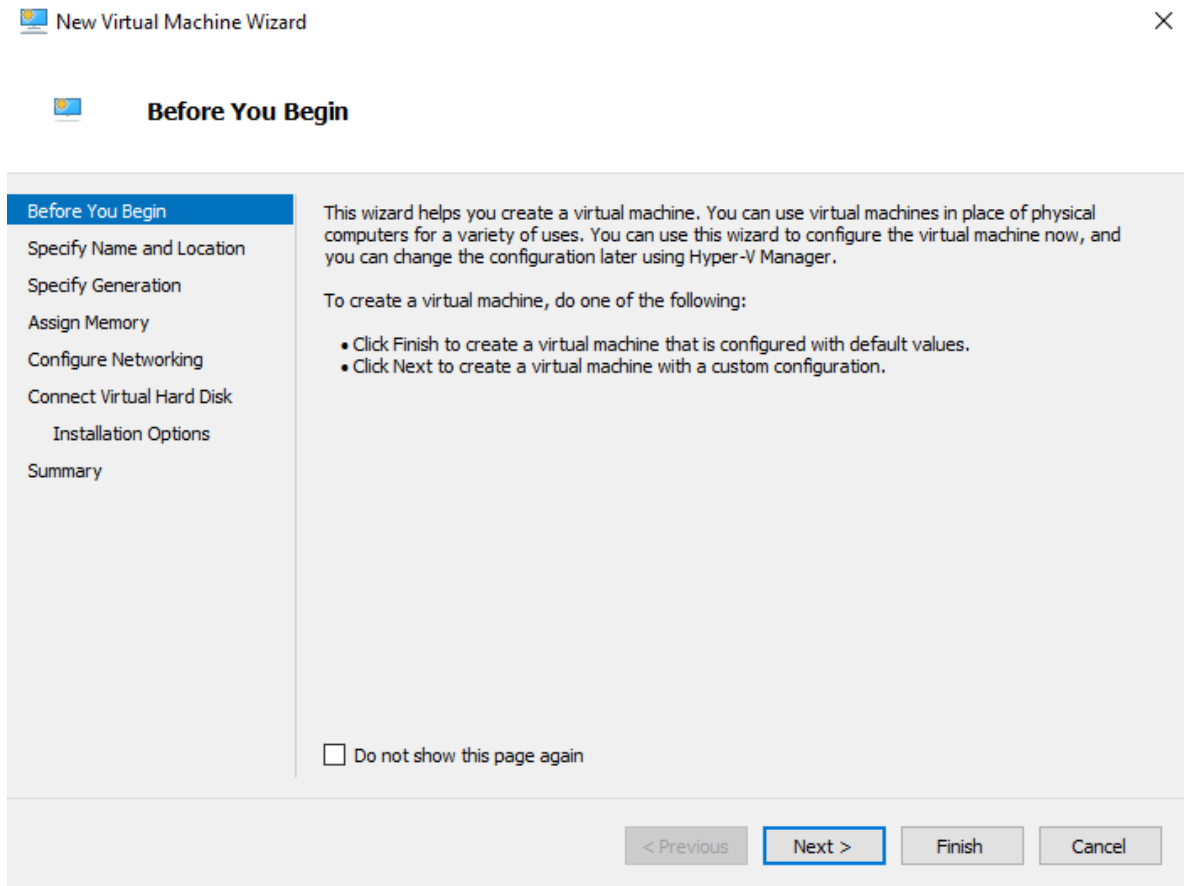 New Virtual Machine Wizard
Before You Begin
Before You Begin
Specify Name and Location
Specify Generation
Assign Memory
Configure Networking
Connect Virtual Hard Disk
Installation Options
Summary
This wizard helps you create a virtual machine. You can use virtual machines in place of physical
computers for a variety of uses. You can use this wizard to configure the virtual machine now, and
you can change the configuration later using Hyper-V Manager.
To create a virtual machine, do one of the following:
• Click Finish to create a virtual machine that is configured with default values.
• Click Next to create a virtual machine with a custom configuration.
Do not show this page again
< Previous
Next >
Finish
Cancel